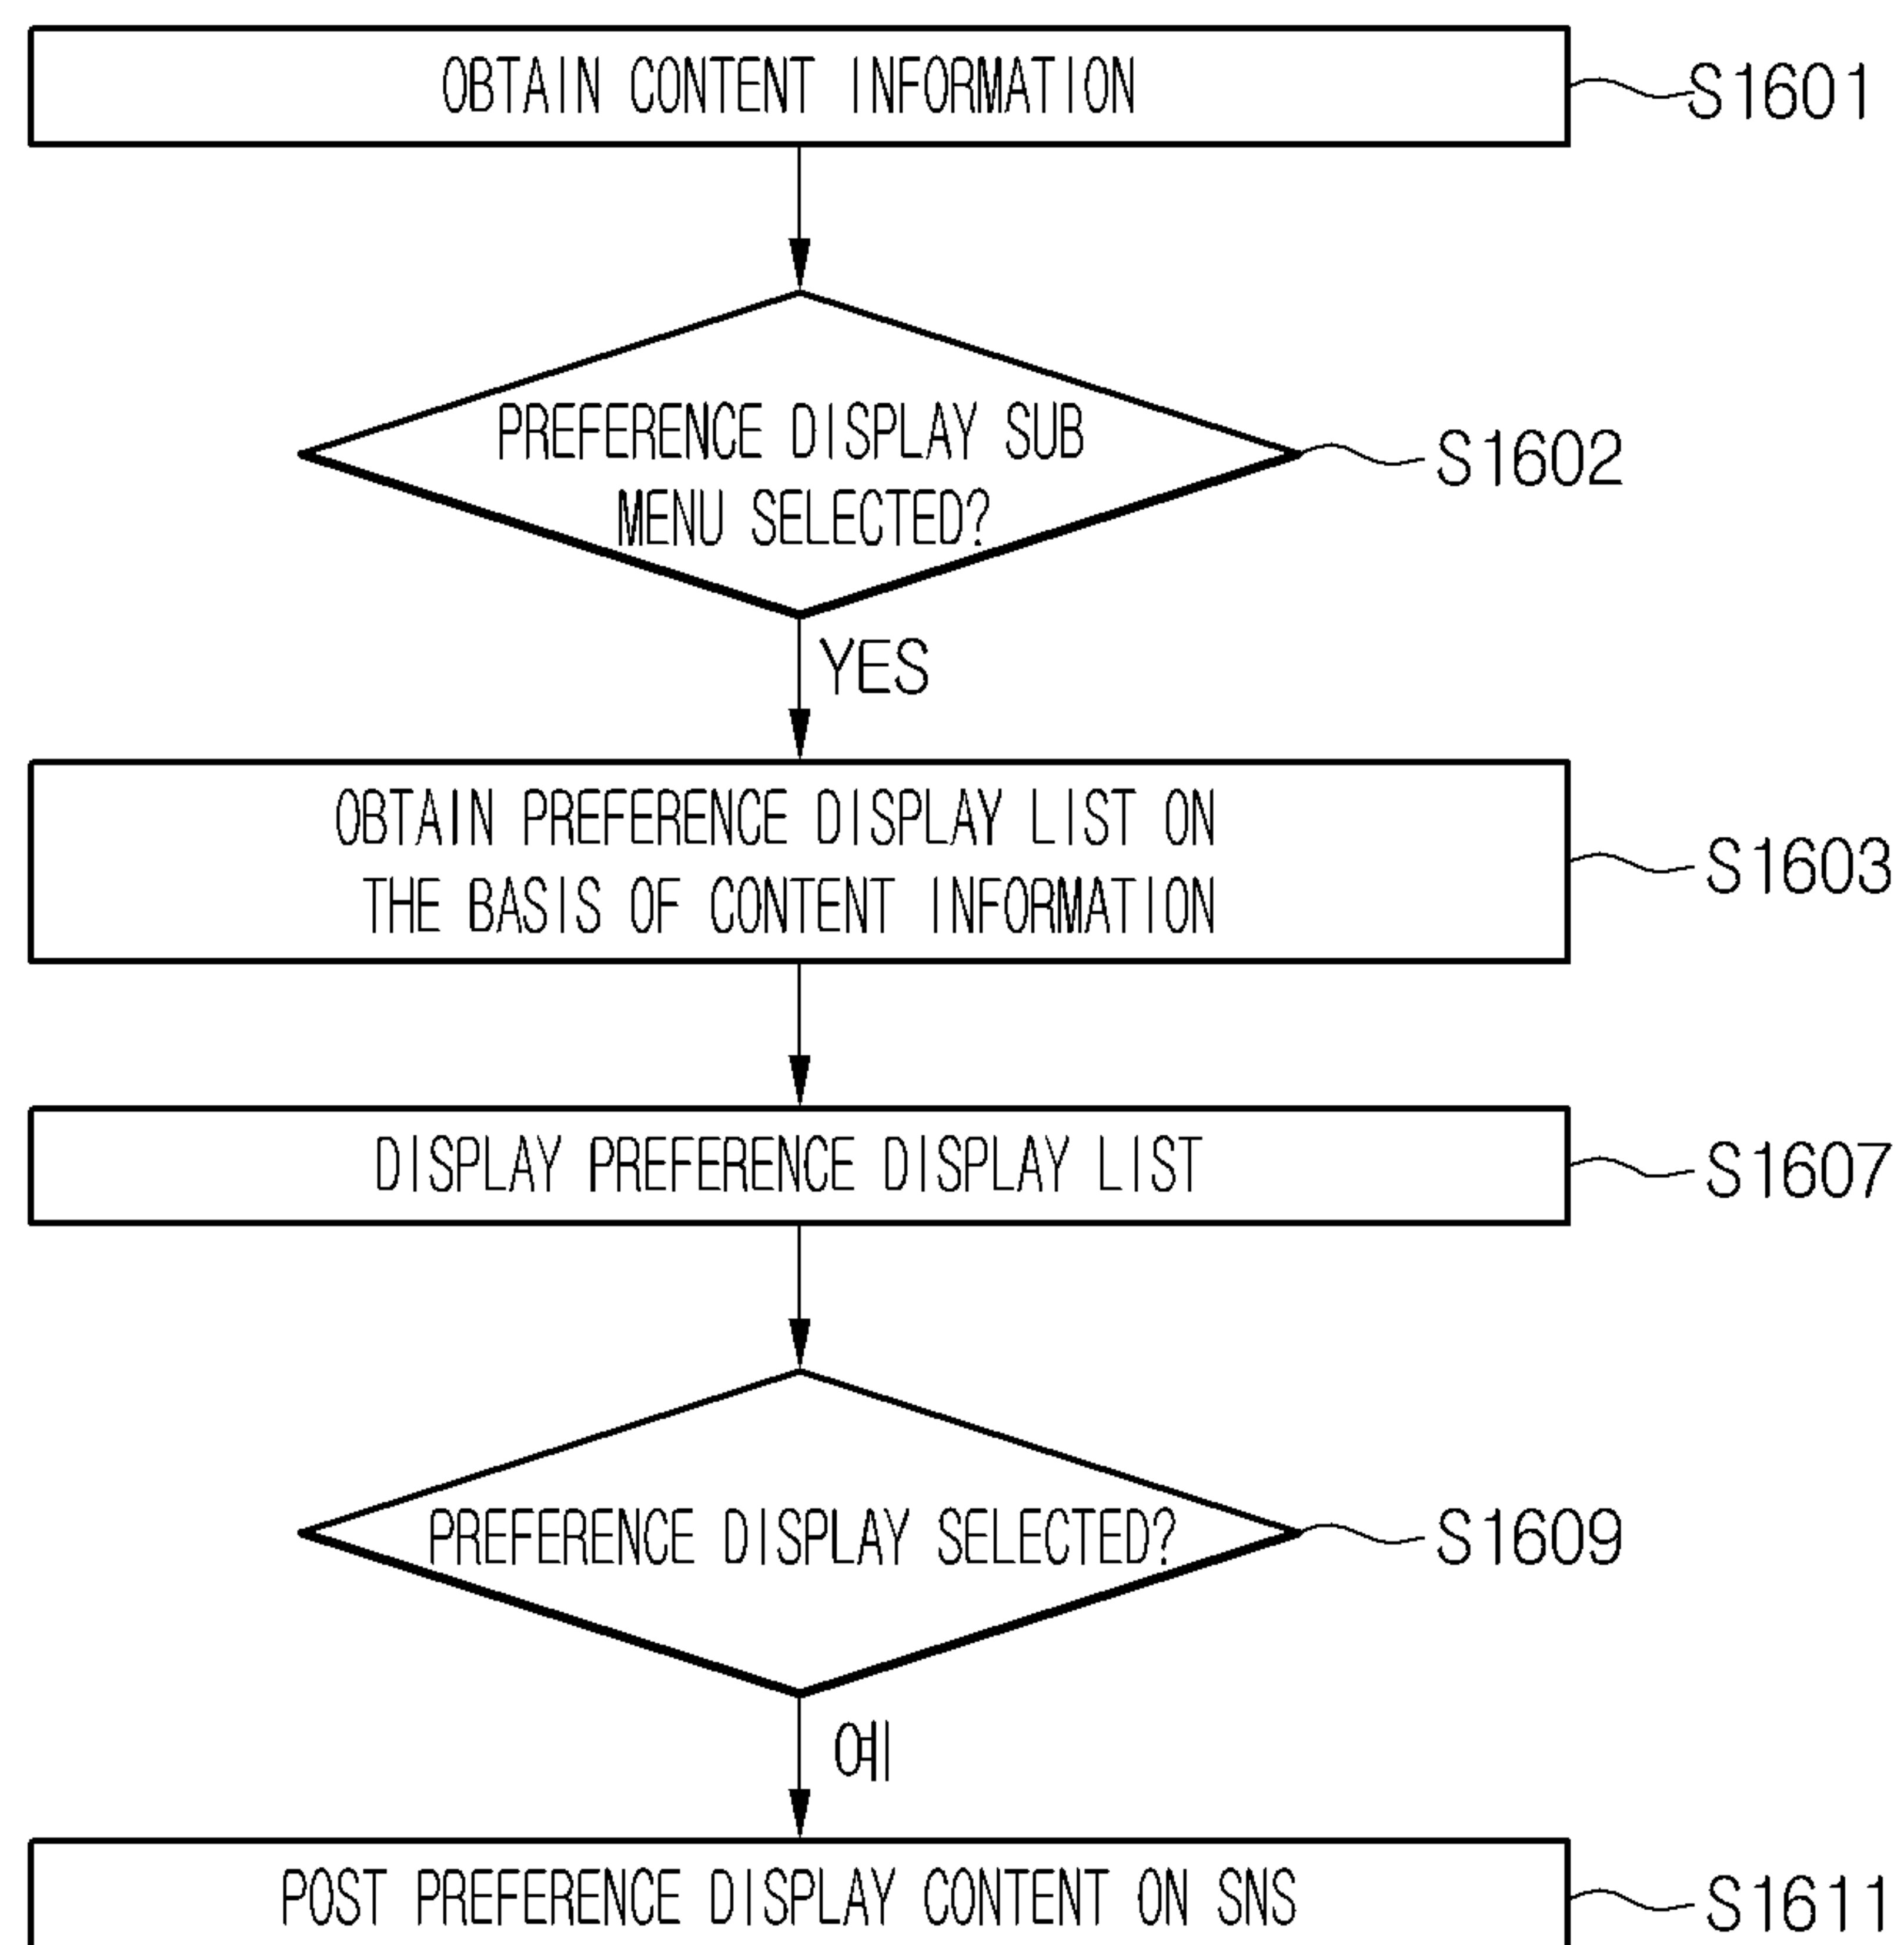 OBTAIN CONTENT INFORMATION
S1601
PREFERENCE DISPLAY SUB
MENU SELECTED?
S1602
YES
OBTAIN PREFERENCE DISPLAY LIST ON
THE BASIS OF CONTENT INFORMATION
S1603
DISPLAY PREFERENCE DISPLAY LIST
S1607
PREFERENCE DISPLAY SELECTED?
S1609
예
POST PREFERENCE DISPLAY CONTENT ON SNS
S1611